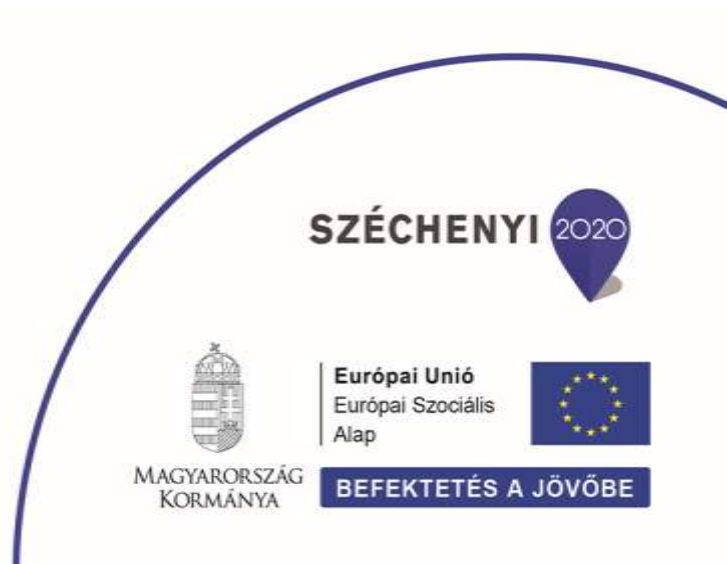 SZÉCHENYI 2020
Európai Unió
Európai Szociális
Alap
MAGYARORSZÁG
KORMÁNYA
BEFEKTETÉS A JÖVŐBE